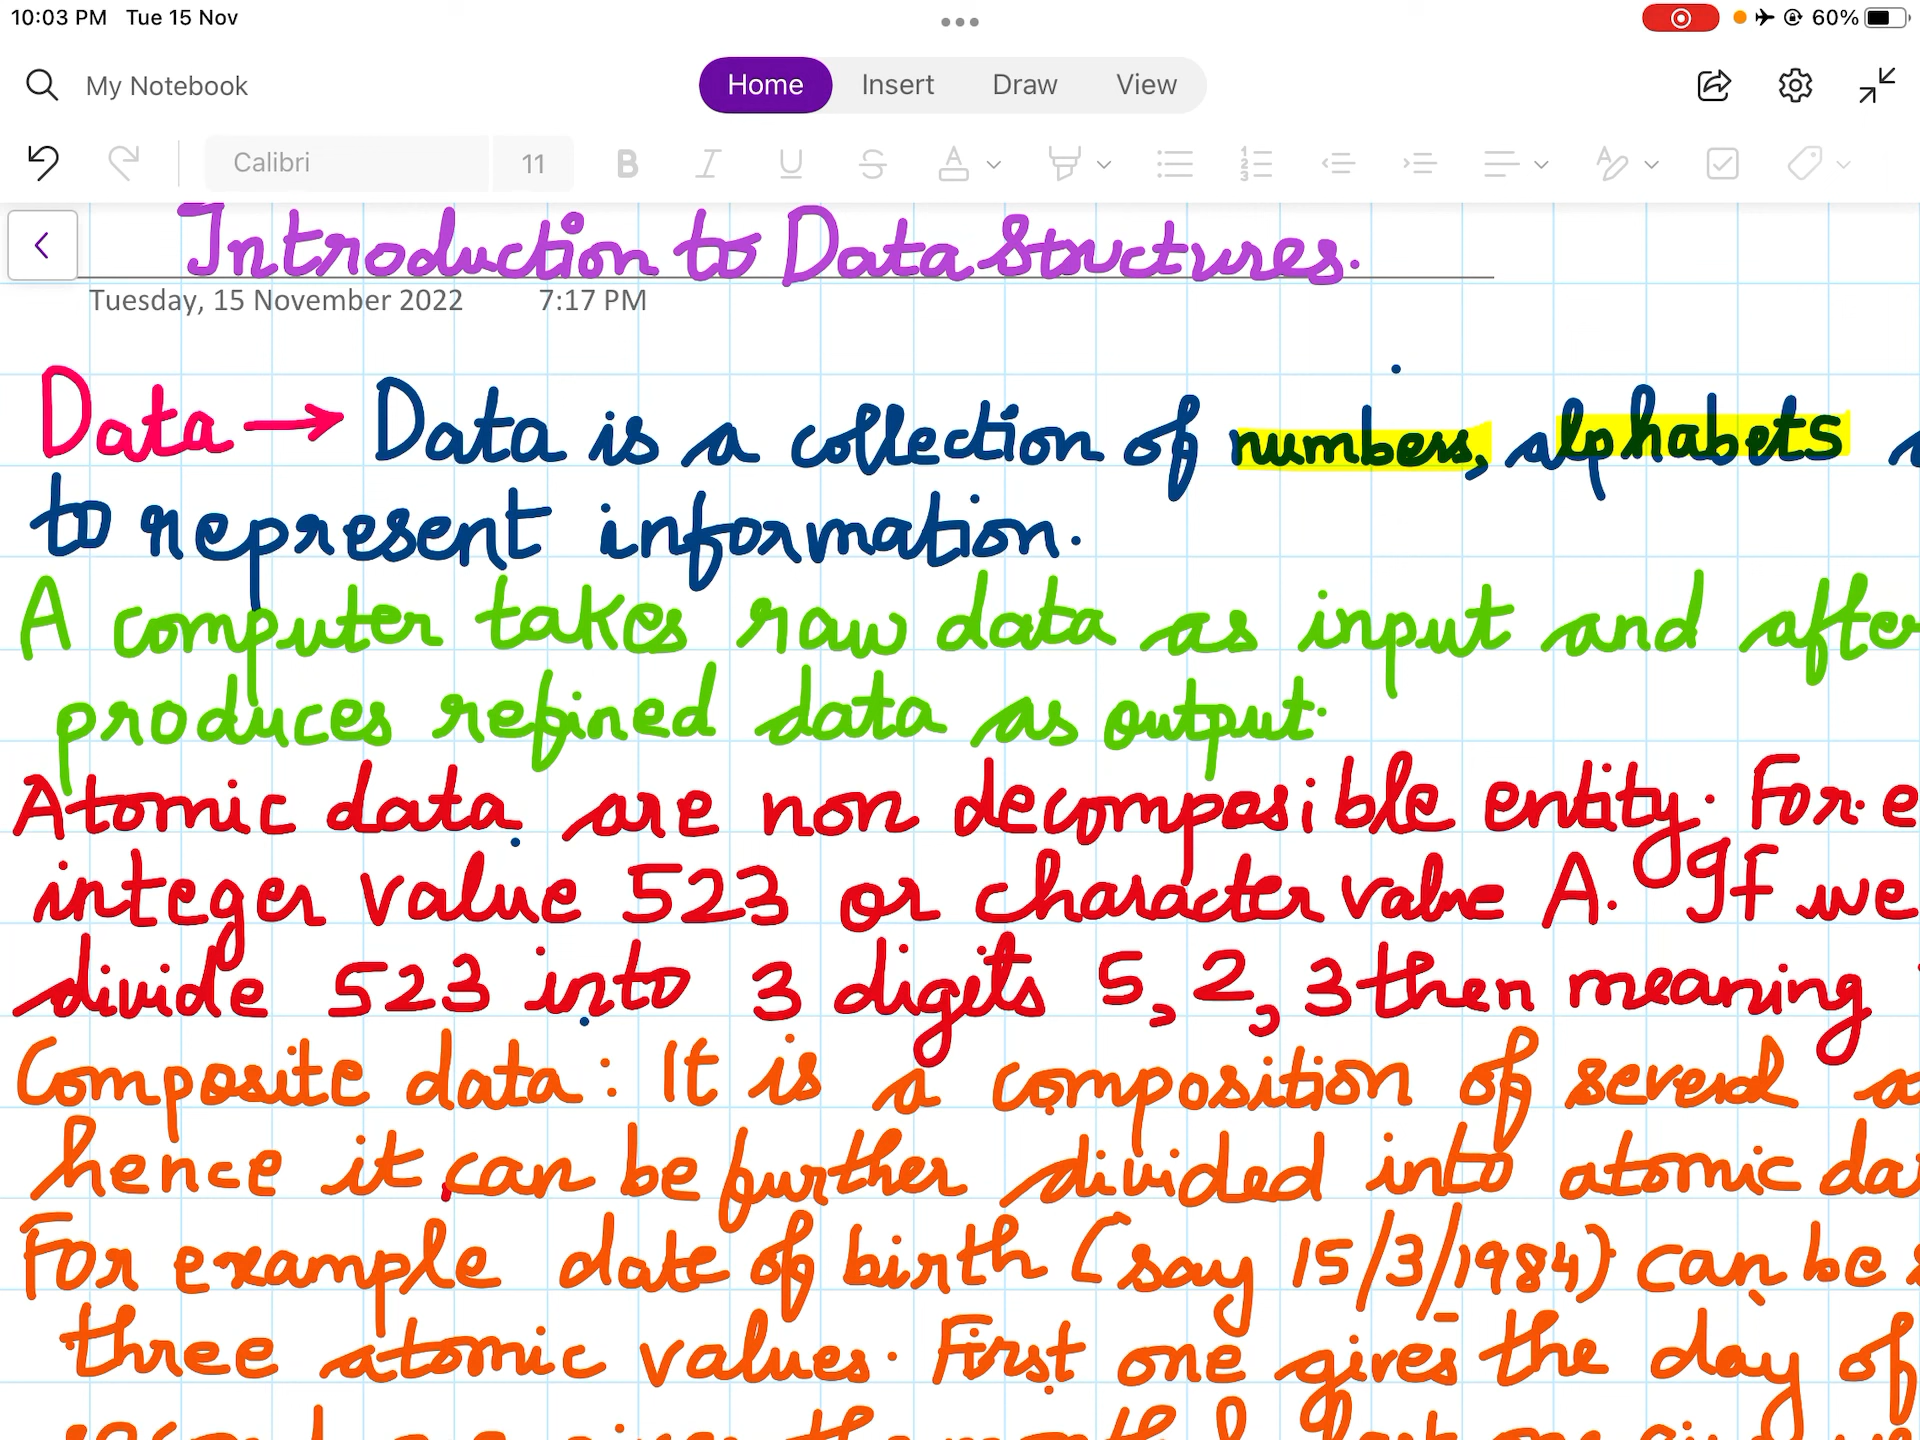 10:03 PM Tue 15 Nov
60%
My Notebook
Home Insert Draw View
Calibri 11 B I U S A
Introduction to Data Structures.
Tuesday, 15 November 2022 7:17 PM
Data → Data is a collection of numbers, alphabets
to represent information.
A computer takes raw data as input and after
produces refined data as output.
Atomic data are non decomposible entity. For e
integer value 523 or character value A. If we
divide 523 into 3 digits 5, 2, 3 then meaning
Composite data: It is a composition of several
hence it can be further divided into atomic da
For example date of birth (say 15/3/1984) can be
three atomic values. First one gives the day of